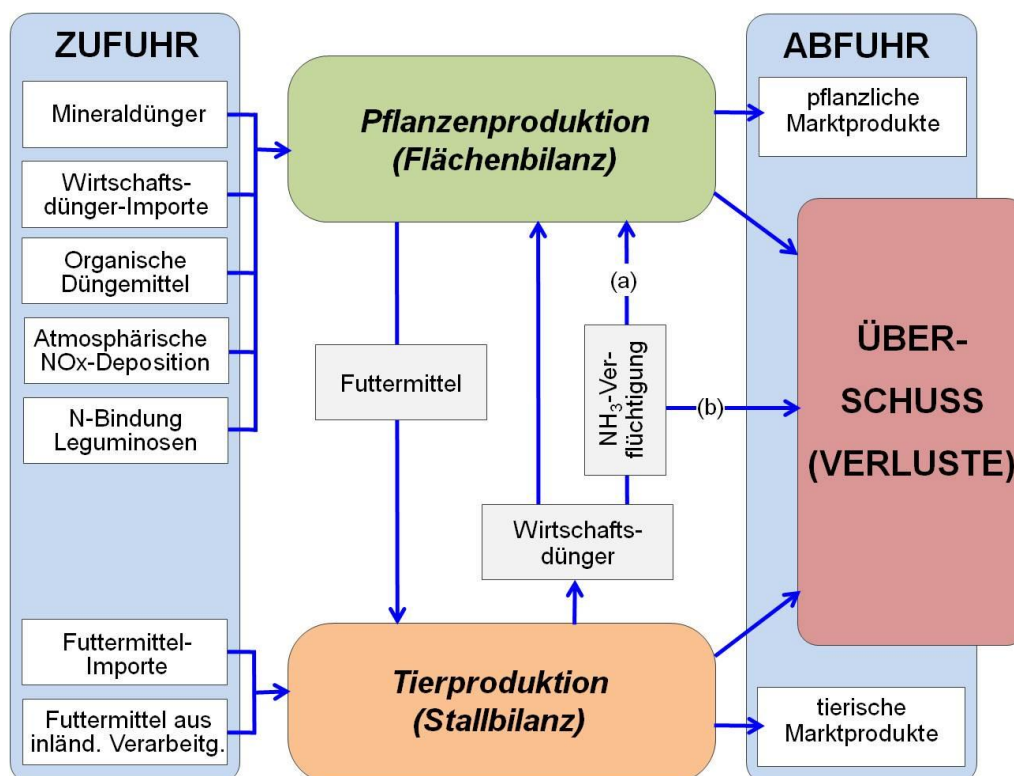 ZUFUHR
Mineraldünger
Wirtschafts-
dünger-Importe
Organische
Düngemittel
Atmosphärische
NOx-Deposition
N-Bindung
Leguminosen
Futtermittel-
Importe
Futtermittel aus
inländ. Verarbeitg.
Pflanzenproduktion
(Flächenbilanz)
Futtermittel
(a)
NH₃-Ver-
flüchtigung
(b)
Wirtschafts-
dünger
Tierproduktion
(Stallbilanz)
ABFUHR
pflanzliche
Marktprodukte
ÜBER-
SCHUSS
(VERLUSTE)
tierische
Marktprodukte